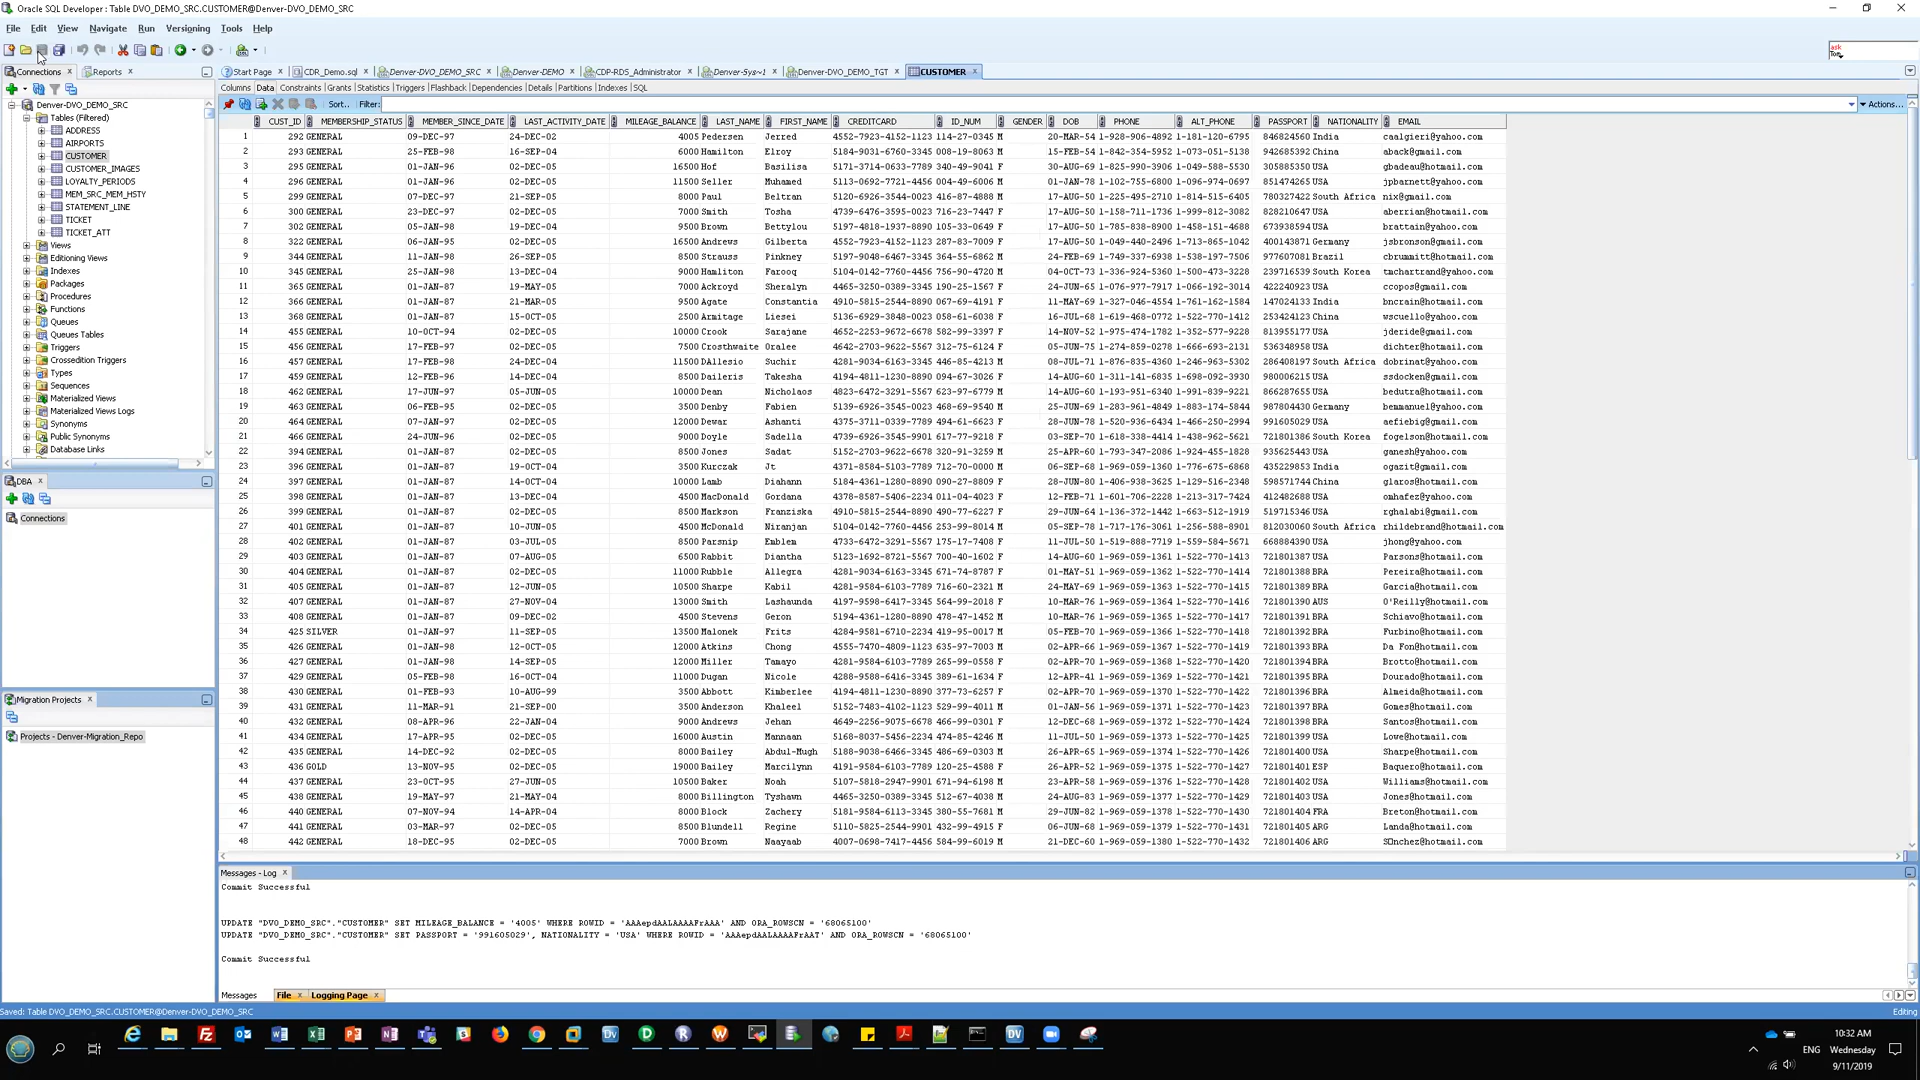 Oracle SQL Developer : Table DVO_DEMO_SRC.CUSTOMER@Denver-DVO_DEMO_SRC
File Edit View Navigate Run Versioning Tools Help
Connections Reports
Start Page CDR_Demo.sql Denver-DVO_DEMO_SRC Denver-DEMO CDP-RDS_Administrator Denver-Sys~1 Denver-DVO_DEMO_TGT CUSTOMER
Columns Data Constraints Grants Statistics Triggers Flashback Dependencies Details Partitions Indexes SQL
Sort.. Filter: Actions...
Denver-DVO_DEMO_SRC
Tables (Filtered)
ADDRESS
AIRPORTS
CUSTOMER
CUSTOMER_IMAGES
LOYALTY_PERIODS
MEM_SRC_MEM_HSTY
STATEMENT_LINE
TICKET
TICKET_ATT
Views
Editioning Views
Indexes
Packages
Procedures
Functions
Queues
Queues Tables
Triggers
Crossedition Triggers
Types
Sequences
Materialized Views
Materialized Views Logs
Synonyms
Public Synonyms
Database Links
DBA
Connections
Migration Projects
Projects - Denver-Migration_Repo
CUST_ID MEMBERSHIP_STATUS MEMBER_SINCE_DATE LAST_ACTIVITY_DATE MILEAGE_BALANCE LAST_NAME FIRST_NAME CREDITCARD ID_NUM GENDER DOB PHONE ALT_PHONE PASSPORT NATIONALITY EMAIL
1 292 GENERAL 09-DEC-97 24-DEC-02 4005 Pedersen Jerred 4552-7923-4152-1123 114-27-0345 M 20-MAR-54 1-928-906-4892 1-181-120-6795 846824560 India caalgieri@yahoo.com
2 293 GENERAL 25-FEB-98 16-SEP-04 6000 Hamilton Elroy 5184-9031-6760-3345 008-19-8063 M 15-FEB-54 1-842-354-5952 1-073-051-5138 942685392 China aback@gmail.com
3 295 GENERAL 01-JAN-96 02-DEC-05 16500 Hof Basilisa 5171-3714-0633-7789 340-49-9041 F 30-AUG-69 1-825-990-3906 1-049-588-5530 305885350 USA gbadeau@hotmail.com
4 296 GENERAL 01-JAN-96 02-DEC-05 11500 Seller Muhamed 5113-0692-7721-4456 004-49-6006 M 01-JAN-78 1-102-755-6800 1-096-974-0697 851474265 USA jpbarnett@yahoo.com
5 299 GENERAL 07-DEC-97 21-SEP-05 8000 Paul Beltran 5120-6926-3544-0023 416-87-4888 M 17-AUG-50 1-225-495-2710 1-814-515-6405 780327422 South Africa nix@gmail.com
6 300 GENERAL 23-DEC-97 02-DEC-05 7000 Smith Tosha 4739-6476-3595-0023 716-23-7447 F 17-AUG-50 1-158-711-1736 1-999-812-3082 828210647 USA aberrian@hotmail.com
7 302 GENERAL 05-JAN-98 19-DEC-04 9500 Brown Bettylou 5197-4818-1937-8890 105-33-0649 F 17-AUG-50 1-785-838-8900 1-458-151-4688 673938594 USA brattain@yahoo.com
8 322 GENERAL 06-JAN-95 02-DEC-05 16500 Andrews Gilberta 4552-7923-4152-1123 287-83-7009 F 17-AUG-50 1-049-440-2496 1-713-865-1042 400143871 Germany jsbronson@gmail.com
9 344 GENERAL 11-JAN-98 26-SEP-05 8500 Strauss Pinkney 5197-9048-6467-3345 364-55-6862 M 24-FEB-69 1-749-337-6938 1-538-197-7506 977607081 Brazil cbrumitt@hotmail.com
10 345 GENERAL 25-JAN-98 13-DEC-04 9000 Hamliton Farooq 5104-0142-7760-4456 756-90-4720 M 04-OCT-73 1-336-924-5360 1-500-473-3228 239716539 South Korea tmchartrand@yahoo.com
11 365 GENERAL 01-JAN-87 21-MAY-05 7000 Ackroyd Sheralyn 4465-3250-0389-3345 190-25-1567 F 24-JUN-65 1-076-977-7917 1-066-192-3014 422240923 USA ccopos@gmail.com
12 366 GENERAL 01-JAN-87 21-MAR-05 9500 Agate Constantia 4910-5815-2544-8890 067-69-4191 F 11-MAY-69 1-327-046-4554 1-761-162-1584 147024133 India bncrain@hotmail.com
13 368 GENERAL 01-JAN-87 15-OCT-05 2500 Armitage Liesei 5136-6929-3848-0023 058-61-6038 F 16-JUL-68 1-619-468-0772 1-522-770-1412 253424123 China wscuello@yahoo.com
14 455 GENERAL 10-OCT-94 02-DEC-05 10000 Crook Sarajane 4652-2253-9672-6678 582-99-3397 F 14-NOV-52 1-975-474-1782 1-352-577-9228 813955177 USA jderide@gmail.com
15 456 GENERAL 17-FEB-97 02-DEC-05 7500 Crosthwaite Oralee 4642-2703-9622-5567 312-75-6124 F 05-JUN-75 1-274-859-0278 1-666-693-2131 536348958 USA dichter@hotmail.com
16 457 GENERAL 17-FEB-98 24-DEC-04 11500 DAllesio Suchir 4281-9034-6163-3345 446-85-4213 M 08-JUL-71 1-876-835-4360 1-246-963-5302 286408197 South Africa dobrinat@yahoo.com
17 459 GENERAL 12-FEB-96 14-DEC-04 8500 Daileris Takesha 4194-4811-1230-8890 094-67-3026 F 14-AUG-60 1-311-141-6835 1-698-092-3930 980006215 USA ssdocken@gmail.com
18 462 GENERAL 17-JUN-97 05-JUN-05 10000 Dean Nicholaos 4823-6472-3291-5567 623-97-6779 M 14-AUG-60 1-193-951-6340 1-991-839-9221 866287655 USA bedutra@hotmail.com
19 463 GENERAL 06-FEB-95 02-DEC-05 3500 Denby Fabien 5139-6926-3545-0023 468-69-9540 M 25-JUN-69 1-283-961-4849 1-883-174-5844 987804430 Germany bemmanuel@yahoo.com
20 464 GENERAL 07-JAN-97 02-DEC-05 12000 Dewar Ashanti 4375-3711-0339-7789 494-61-6623 F 28-JUN-78 1-520-936-6434 1-466-250-2994 991605029 USA aefiebig@gmail.com
21 466 GENERAL 24-JUN-96 02-DEC-05 9000 Doyle Sadella 4739-6926-3545-9901 617-77-9218 F 03-SEP-70 1-618-338-4414 1-438-962-5621 721801386 South Korea fogelson@hotmail.com
22 394 GENERAL 01-JAN-87 02-DEC-05 8500 Jones Sadat 5152-2703-9622-6678 320-91-3259 M 25-APR-60 1-793-347-2086 1-924-455-1828 935625443 USA ganesh@yahoo.com
23 396 GENERAL 01-JAN-87 19-OCT-04 3500 Kurczak Jt 4371-8584-5103-7789 712-70-0000 M 06-SEP-68 1-969-059-1360 1-776-675-6868 435229853 India ogazit@gmail.com
24 397 GENERAL 01-JAN-87 14-OCT-04 10000 Lamb Diahann 5184-4361-1280-8890 090-27-8809 F 28-JUN-80 1-406-938-3625 1-129-516-2348 598571744 China glaros@hotmail.com
25 398 GENERAL 01-JAN-87 13-DEC-04 4500 MacDonald Gordana 4378-8587-5406-2234 011-04-4023 F 12-FEB-71 1-601-706-2228 1-213-317-7424 412482688 USA omhafez@yahoo.com
26 399 GENERAL 01-JAN-87 02-DEC-05 8500 Markson Franziska 4910-5815-2544-8890 490-77-6227 F 29-JUN-64 1-136-372-1442 1-663-512-1919 519715346 USA rghalabi@gmail.com
27 401 GENERAL 01-JAN-87 10-JUN-05 4500 McDonald Niranjan 5104-0142-7760-4456 253-99-8014 M 05-SEP-78 1-717-176-3061 1-256-588-8901 812030060 South Africa rhildebrand@hotmail.com
28 402 GENERAL 01-JAN-87 03-JUL-05 8500 Parsnip Emblem 4733-6472-3291-5567 175-17-7408 F 11-JUL-50 1-519-888-7719 1-559-584-5671 668884390 USA jhong@yahoo.com
29 403 GENERAL 01-JAN-87 07-AUG-05 6500 Rabbit Diantha 5123-1692-8721-5567 700-40-1602 F 14-AUG-60 1-969-059-1361 1-522-770-1413 721801387 BRA Parsons@hotmail.com
30 404 GENERAL 01-JAN-87 02-DEC-05 11000 Rubble Allegra 4281-9584-6103-7789 671-74-8787 F 01-MAY-51 1-969-059-1362 1-522-770-1414 721801388 BRA Pereira@hotmail.com
31 405 GENERAL 01-JAN-87 12-JUN-05 10500 Sharpe Kabil 4281-9584-6103-7789 716-60-2321 M 24-MAY-69 1-969-059-1363 1-522-770-1415 721801389 BRA Garcia@hotmail.com
32 407 GENERAL 01-JAN-87 27-NOV-04 13000 Smith Lashaunda 4197-9598-6417-3345 564-99-2018 F 10-MAR-76 1-969-059-1364 1-522-770-1416 721801390 AUS O'Reilly@hotmail.com
33 408 GENERAL 01-JAN-87 09-DEC-02 4500 Stevens Geron 5194-4361-1280-8890 478-47-1452 M 10-MAR-76 1-969-059-1365 1-522-770-1417 721801391 BRA Schiavo@hotmail.com
34 425 SILVER 01-JAN-97 11-SEP-05 13500 Malonek Frits 4284-9581-6710-2234 419-95-0017 M 05-FEB-70 1-969-059-1366 1-522-770-1418 721801392 BRA Furbino@hotmail.com
35 426 GENERAL 01-JAN-98 12-OCT-05 12000 Atkins Chong 4555-7470-4809-1123 635-97-7003 M 02-APR-66 1-969-059-1367 1-522-770-1419 721801393 BRA Da Fon@hotmail.com
36 427 GENERAL 01-JAN-98 14-SEP-05 12000 Miller Tamayo 4281-9584-6103-7789 265-99-0558 F 02-APR-70 1-969-059-1368 1-522-770-1420 721801394 BRA Brotto@hotmail.com
37 429 GENERAL 05-FEB-98 16-OCT-04 11000 Dugan Nicole 4288-9588-6416-3345 389-61-1634 F 12-APR-41 1-969-059-1369 1-522-770-1421 721801395 BRA Dourado@hotmail.com
38 430 GENERAL 01-FEB-93 10-AUG-99 3500 Abbott Kimberlee 4194-4811-1230-8890 377-73-6257 F 02-APR-70 1-969-059-1370 1-522-770-1422 721801396 BRA Almeida@hotmail.com
39 431 GENERAL 11-MAR-91 21-SEP-00 3500 Anderson Khaleel 5152-7483-4102-1123 529-99-4011 M 01-JAN-56 1-969-059-1371 1-522-770-1423 721801397 BRA Gomes@hotmail.com
40 432 GENERAL 08-APR-96 22-JAN-04 9000 Andrews Jehan 4649-2256-9075-6678 466-99-0301 F 12-DEC-68 1-969-059-1372 1-522-770-1424 721801398 BRA Santos@hotmail.com
41 434 GENERAL 17-APR-95 02-DEC-05 16000 Austin Mannaan 5168-8037-5456-2234 474-85-4246 M 11-JUL-50 1-969-059-1373 1-522-770-1425 721801399 USA Lowe@hotmail.com
42 435 GENERAL 14-DEC-92 02-DEC-05 8000 Bailey Abdul-Mugh 5188-9038-6466-3345 486-69-0303 M 26-APR-65 1-969-059-1374 1-522-770-1426 721801400 USA Sharpe@hotmail.com
43 436 GOLD 13-NOV-95 02-DEC-05 19000 Bailey Marcilynn 4191-9584-6103-7789 120-25-4588 F 26-APR-52 1-969-059-1375 1-522-770-1427 721801401 ESP Baquero@hotmail.com
44 437 GENERAL 23-OCT-95 27-JUN-05 10500 Baker Noah 5107-5818-2947-9901 671-94-6198 M 23-APR-58 1-969-059-1376 1-522-770-1428 721801402 USA Williams@hotmail.com
45 438 GENERAL 19-MAY-97 21-MAY-04 8000 Billington Tyshawn 4465-3250-0389-3345 512-67-4038 M 24-AUG-83 1-969-059-1377 1-522-770-1429 721801403 USA Jones@hotmail.com
46 440 GENERAL 07-NOV-94 14-APR-04 8000 Block Zachery 5181-9584-6113-3345 380-55-7681 M 29-JUN-82 1-969-059-1378 1-522-770-1430 721801404 FRA Breton@hotmail.com
47 441 GENERAL 03-MAR-97 02-DEC-05 8500 Blundell Regine 5110-5825-2544-9901 432-99-4915 F 06-JUN-68 1-969-059-1379 1-522-770-1431 721801405 ARG Landa@hotmail.com
48 442 GENERAL 18-DEC-95 02-DEC-05 7000 Brown Naayaab 4007-0698-7417-4456 584-99-6019 M 21-DEC-60 1-969-059-1380 1-522-770-1432 721801406 ARG S□nchez@hotmail.com
Messages - Log
Commit Successful
UPDATE "DVO_DEMO_SRC"."CUSTOMER" SET MILEAGE_BALANCE = '4005' WHERE ROWID = 'AAAepdAALAAAAFrAAA' AND ORA_ROWSCN = '68065100'
UPDATE "DVO_DEMO_SRC"."CUSTOMER" SET PASSPORT = '991605029', NATIONALITY = 'USA' WHERE ROWID = 'AAAepdAALAAAAFrAAT' AND ORA_ROWSCN = '68065100'
Commit Successful
Messages File Logging Page
Saved: Table DVO_DEMO_SRC.CUSTOMER@Denver-DVO_DEMO_SRC Editing
10:32 AM
ENG Wednesday
9/11/2019